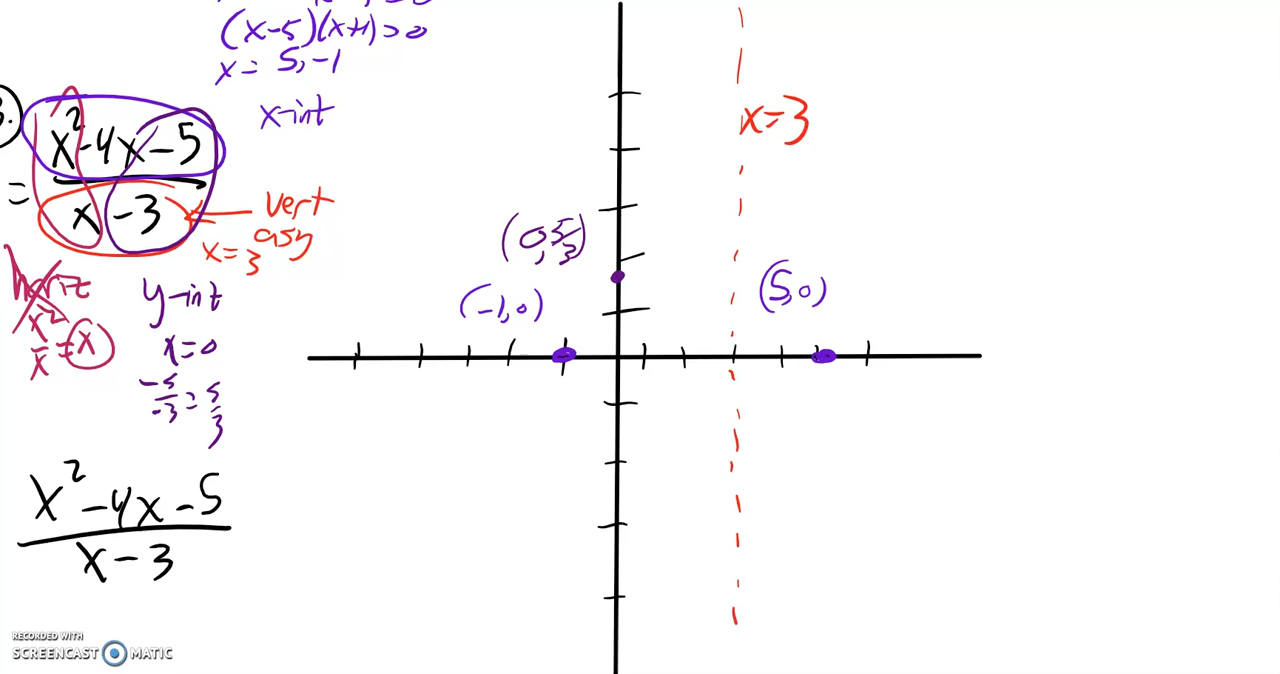 (x-5)(x+1)>0
x = 5, -1
x-int
3.
x²-4x-5
= x-3
vert
asy
x=3
horiz
x²/x = x
y-int
x=0
-5/-3 = 5/3
x²-4x-5
x-3
x=3
(0, 5/3)
(-1, 0)
(5, 0)
RECORDED WITH
SCREENCAST MATIC